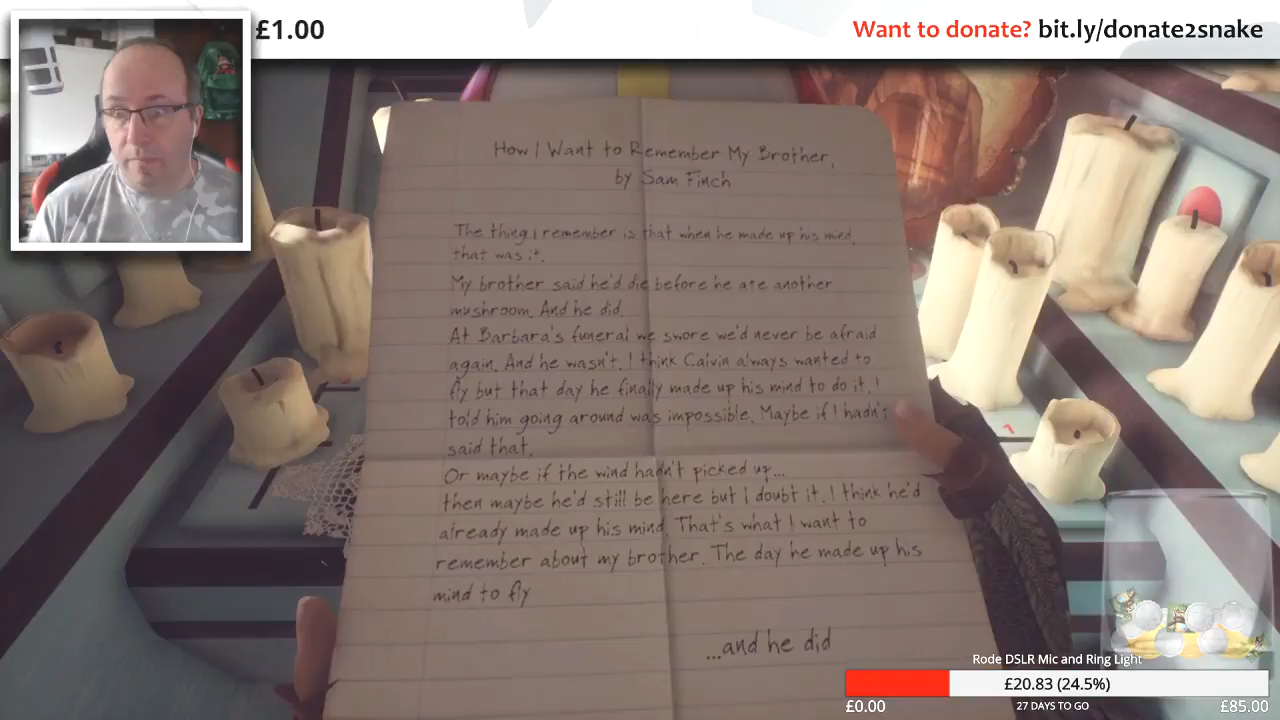 £1.00
Want to donate? bit.ly/donate2snake
How I Want to Remember My Brother,
by Sam Finch
The thing I remember is that when he made up his mind,
that was it.
My brother said he'd die before he ate another
mushroom. And he did.
At Barbara's funeral we swore we'd never be afraid
again. And he wasn't. I think Calvin always wanted to
fly but that day he finally made up his mind to do it. I
told him going around was impossible. Maybe if I hadn't
said that.
Or maybe if the wind hadn't picked up...
then maybe he'd still be here but I doubt it. I think he'd
already made up his mind. That's what I want to
remember about my brother. The day he made up his
mind to fly
...and he did
Rode DSLR Mic and Ring Light
£20.83 (24.5%)
£0.00 27 DAYS TO GO £85.00